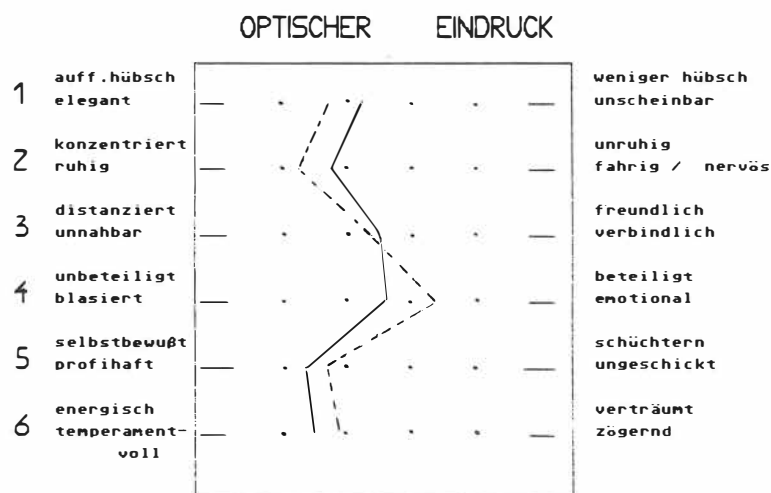 OPTISCHER EINDRUCK
1 auff.hübsch elegant weniger hübsch unscheinbar
2 konzentriert ruhig unruhig fahrig / nervös
3 distanziert unnahbar freundlich verbindlich
4 unbeteiligt blasiert beteiligt emotional
5 selbstbewußt profihaft schüchtern ungeschickt
6 energisch temperament- voll verträumt zögernd